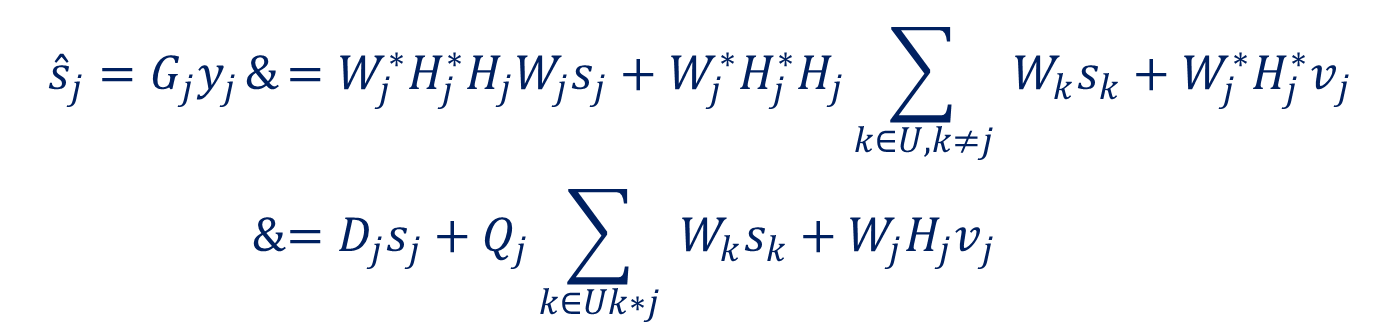 ŝ_j = G_j y_j & = W_j^* H_j^* H_j W_j s_j + W_j^* H_j^* H_j ∑_{k∈U,k≠j} W_k s_k + W_j^* H_j^* v_j
&= D_j s_j + Q_j ∑_{k∈Uk∗j} W_k s_k + W_j H_j v_j